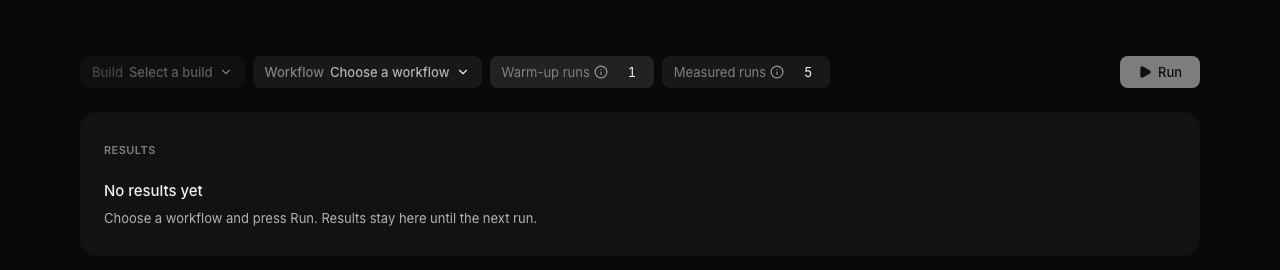 Build Select a build Workflow Choose a workflow Warm-up runs 1 Measured runs 5 Run
RESULTS
No results yet
Choose a workflow and press Run. Results stay here until the next run.